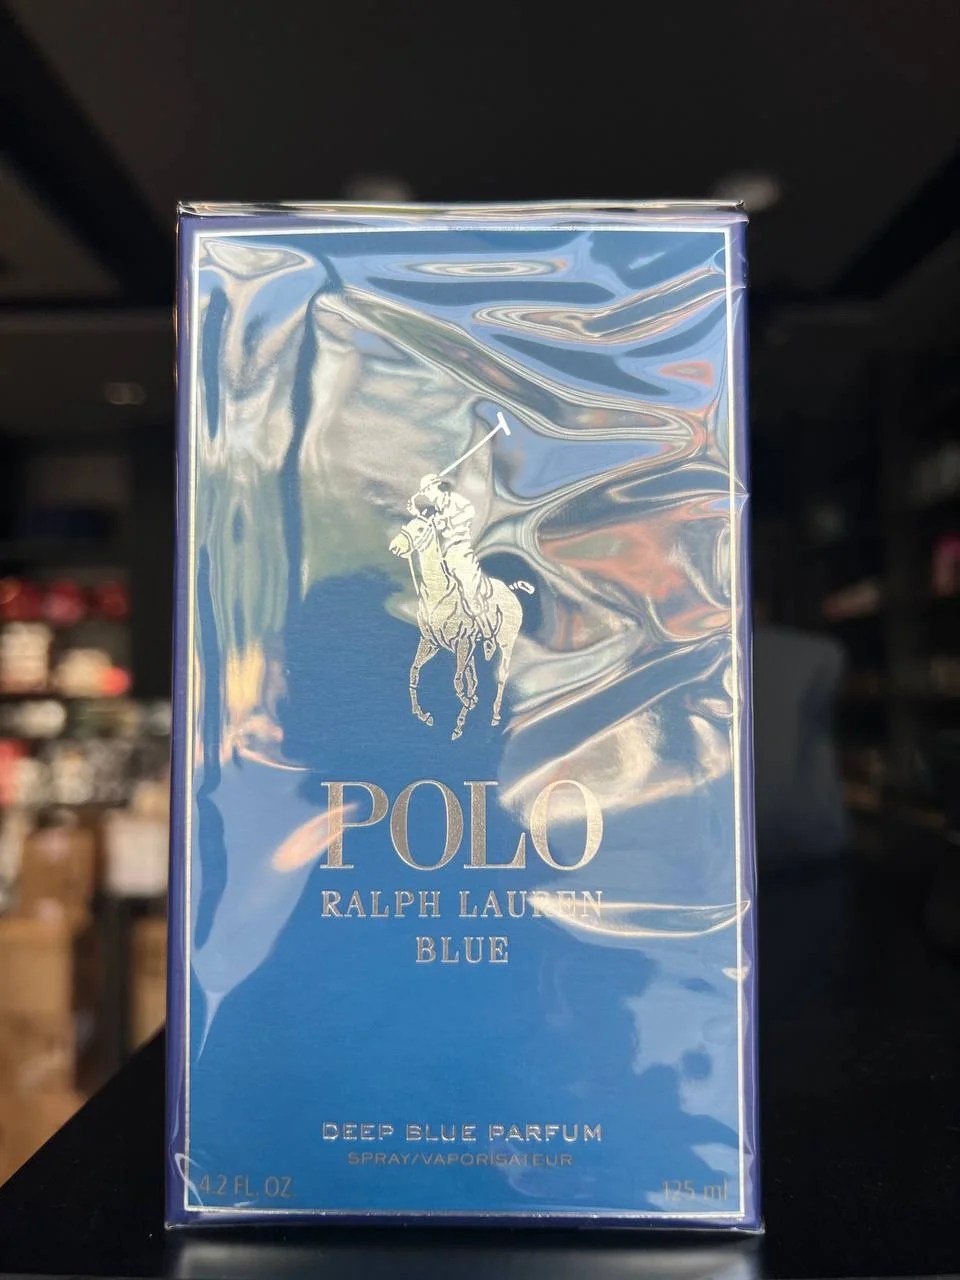 POLO
RALPH LAUREN
BLUE
DEEP BLUE PARFUM
SPRAY/VAPORISATEUR
4.2 FL. OZ.
125 ml